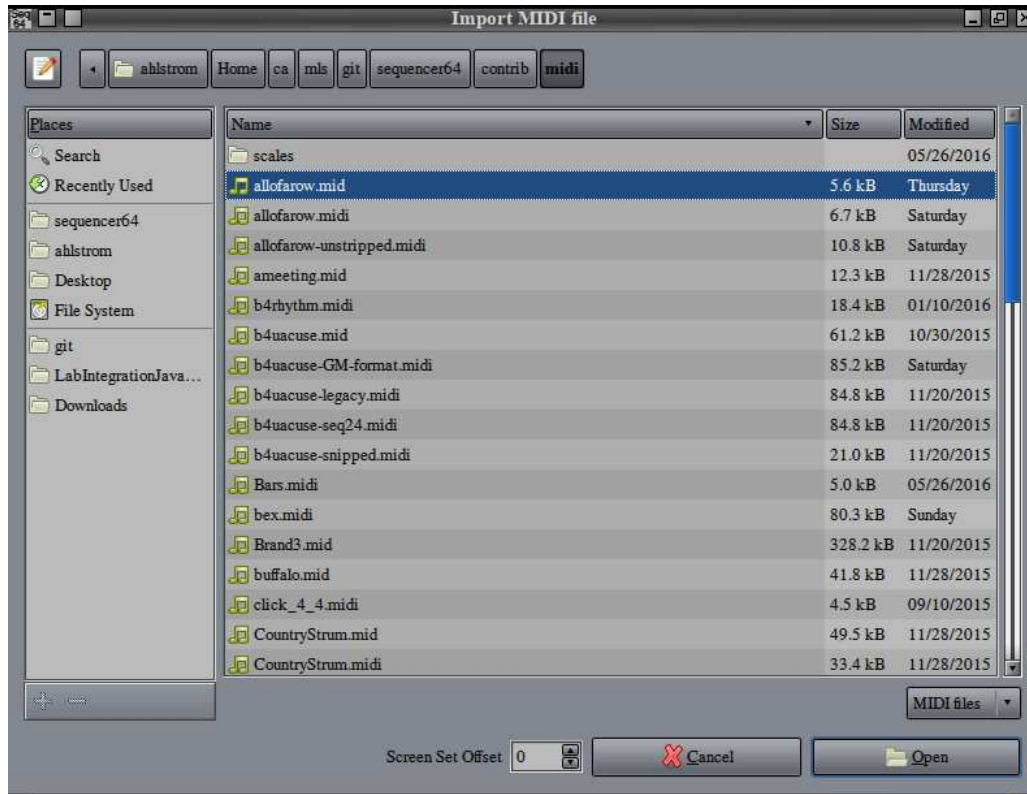 Seq
64
Import MIDI file
ahlstrom Home ca mls git sequencer64 contrib midi
Places
Search
Recently Used
sequencer64
ahlstrom
Desktop
File System
git
LabIntegrationJava...
Downloads
Name Size Modified
scales 05/26/2016
allofarow.mid 5.6 kB Thursday
allofarow.midi 6.7 kB Saturday
allofarow-unstripped.midi 10.8 kB Saturday
ameeting.mid 12.3 kB 11/28/2015
b4rhythm.midi 18.4 kB 01/10/2016
b4uacuse.mid 61.2 kB 10/30/2015
b4uacuse-GM-format.midi 85.2 kB Saturday
b4uacuse-legacy.midi 84.8 kB 11/20/2015
b4uacuse-seq24.midi 84.8 kB 11/20/2015
b4uacuse-snipped.midi 21.0 kB 11/20/2015
Bars.midi 5.0 kB 05/26/2016
bex.midi 80.3 kB Sunday
Brand3.mid 328.2 kB 11/20/2015
buffalo.mid 41.8 kB 11/28/2015
click_4_4.midi 4.5 kB 09/10/2015
CountryStrum.mid 49.5 kB 11/28/2015
CountryStrum.midi 33.4 kB 11/28/2015
MIDI files
Screen Set Offset 0 Cancel Open